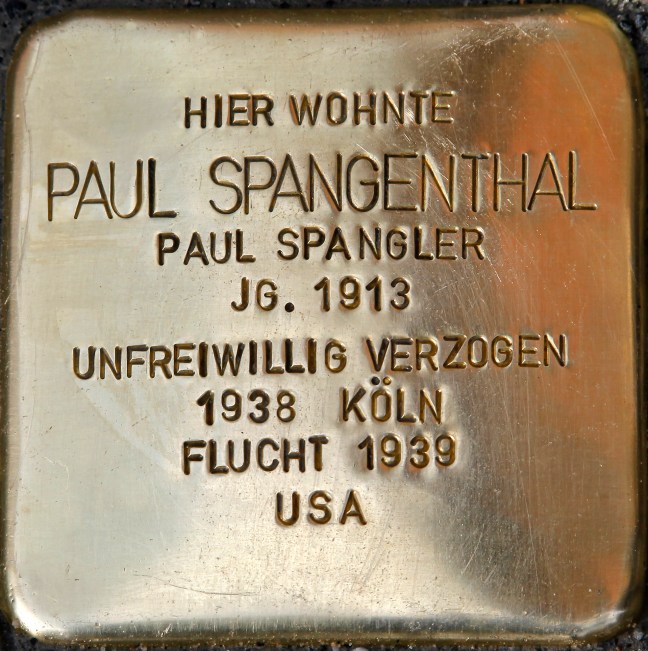 HIER WOHNTE
PAUL SPANGENTHAL
PAUL SPANGLER
JG. 1913
UNFREIWILLIG VERZOGEN
1938 KÖLN
FLUCHT 1939
USA